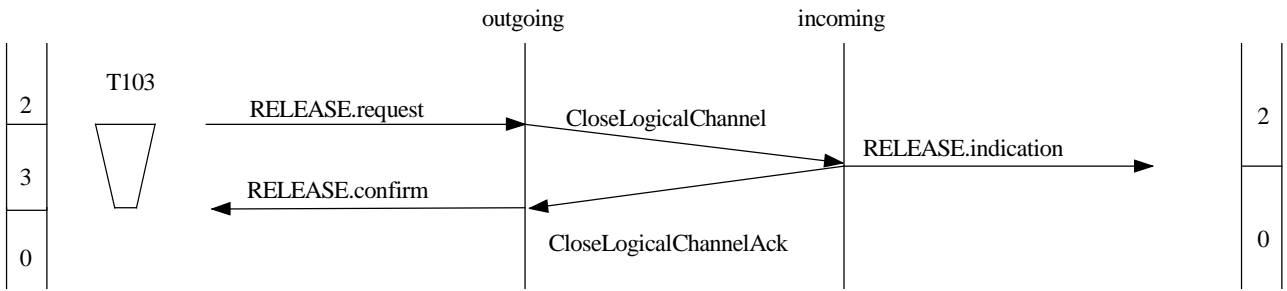 outgoing
incoming
T103
2
RELEASE.request
CloseLogicalChannel
2
RELEASE.indication
3
RELEASE.confirm
CloseLogicalChannelAck
0
0